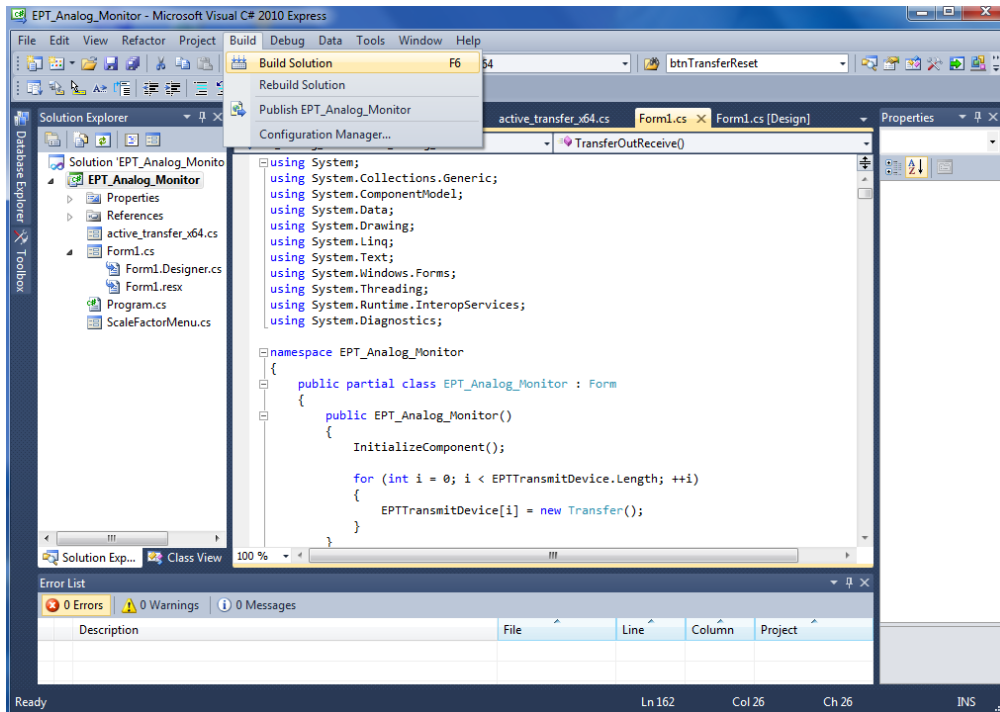 EPT_Analog_Monitor - Microsoft Visual C# 2010 Express
File Edit View Refactor Project Build Debug Data Tools Window Help
Build Solution F6
Rebuild Solution
Publish EPT_Analog_Monitor
Configuration Manager...
btnTransferReset
Database Explorer
Toolbox
Solution Explorer
Solution 'EPT_Analog_Monito
EPT_Analog_Monitor
Properties
References
active_transfer_x64.cs
Form1.cs
Form1.Designer.cs
Form1.resx
Program.cs
ScaleFactorMenu.cs
Solution Exp... Class View
active_transfer_x64.cs Form1.cs Form1.cs [Design]
TransferOutReceive()
using System;
using System.Collections.Generic;
using System.ComponentModel;
using System.Data;
using System.Drawing;
using System.Linq;
using System.Text;
using System.Windows.Forms;
using System.Threading;
using System.Runtime.InteropServices;
using System.Diagnostics;
namespace EPT_Analog_Monitor
{
public partial class EPT_Analog_Monitor : Form
{
public EPT_Analog_Monitor()
{
InitializeComponent();
for (int i = 0; i < EPTTransmitDevice.Length; ++i)
{
EPTTransmitDevice[i] = new Transfer();
}
}
100 %
Properties
Error List
0 Errors 0 Warnings 0 Messages
Description File Line Column Project
Ready Ln 162 Col 26 Ch 26 INS